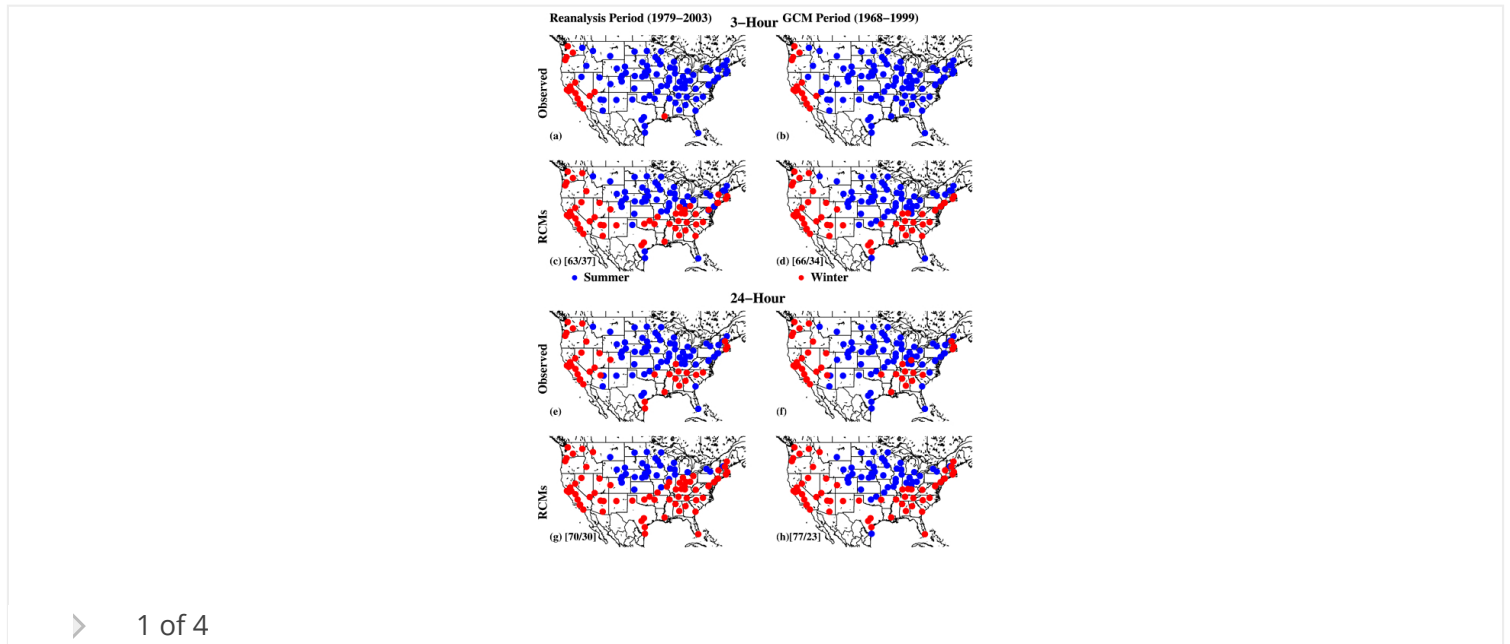 Reanalysis Period (1979–2003) 3–Hour GCM Period (1968–1999)
Observed
(a)
(b)
RCMs
(c) [63/37]
(d) [66/34]
Summer
Winter
24–Hour
Observed
(e)
(f)
RCMs
(g) [70/30]
(h)[77/23]
1 of 4